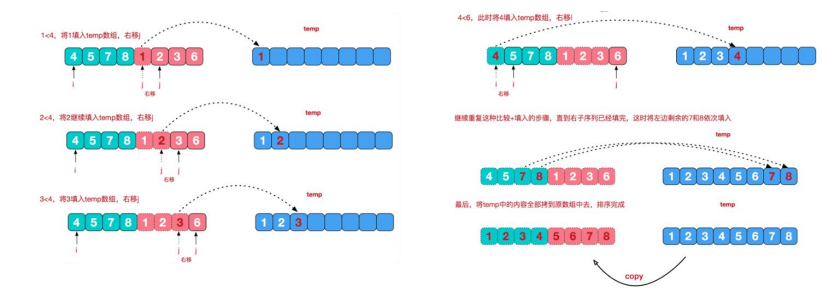 1<4，将1填入temp数组，右移j
temp
4 5 7 8 1 2 3 6
1
i j j
右移
2<4，将2继续填入temp数组，右移j
temp
4 5 7 8 1 2 3 6
1 2
i j j
右移
3<4，将3填入temp数组，右移j
temp
4 5 7 8 1 2 3 6
1 2 3
i j j
右移
4<6，此时将4填入temp数组，右移i
temp
4 5 7 8 1 2 3 6
1 2 3 4
i i j
右移
继续重复这种比较+填入的步骤，直到右子序列已经填完，这时将左边剩余的7和8依次填入
temp
4 5 7 8 1 2 3 6
1 2 3 4 5 6 7 8
最后，将temp中的内容全部拷到原数组中去，排序完成
temp
1 2 3 4 5 6 7 8
1 2 3 4 5 6 7 8
copy